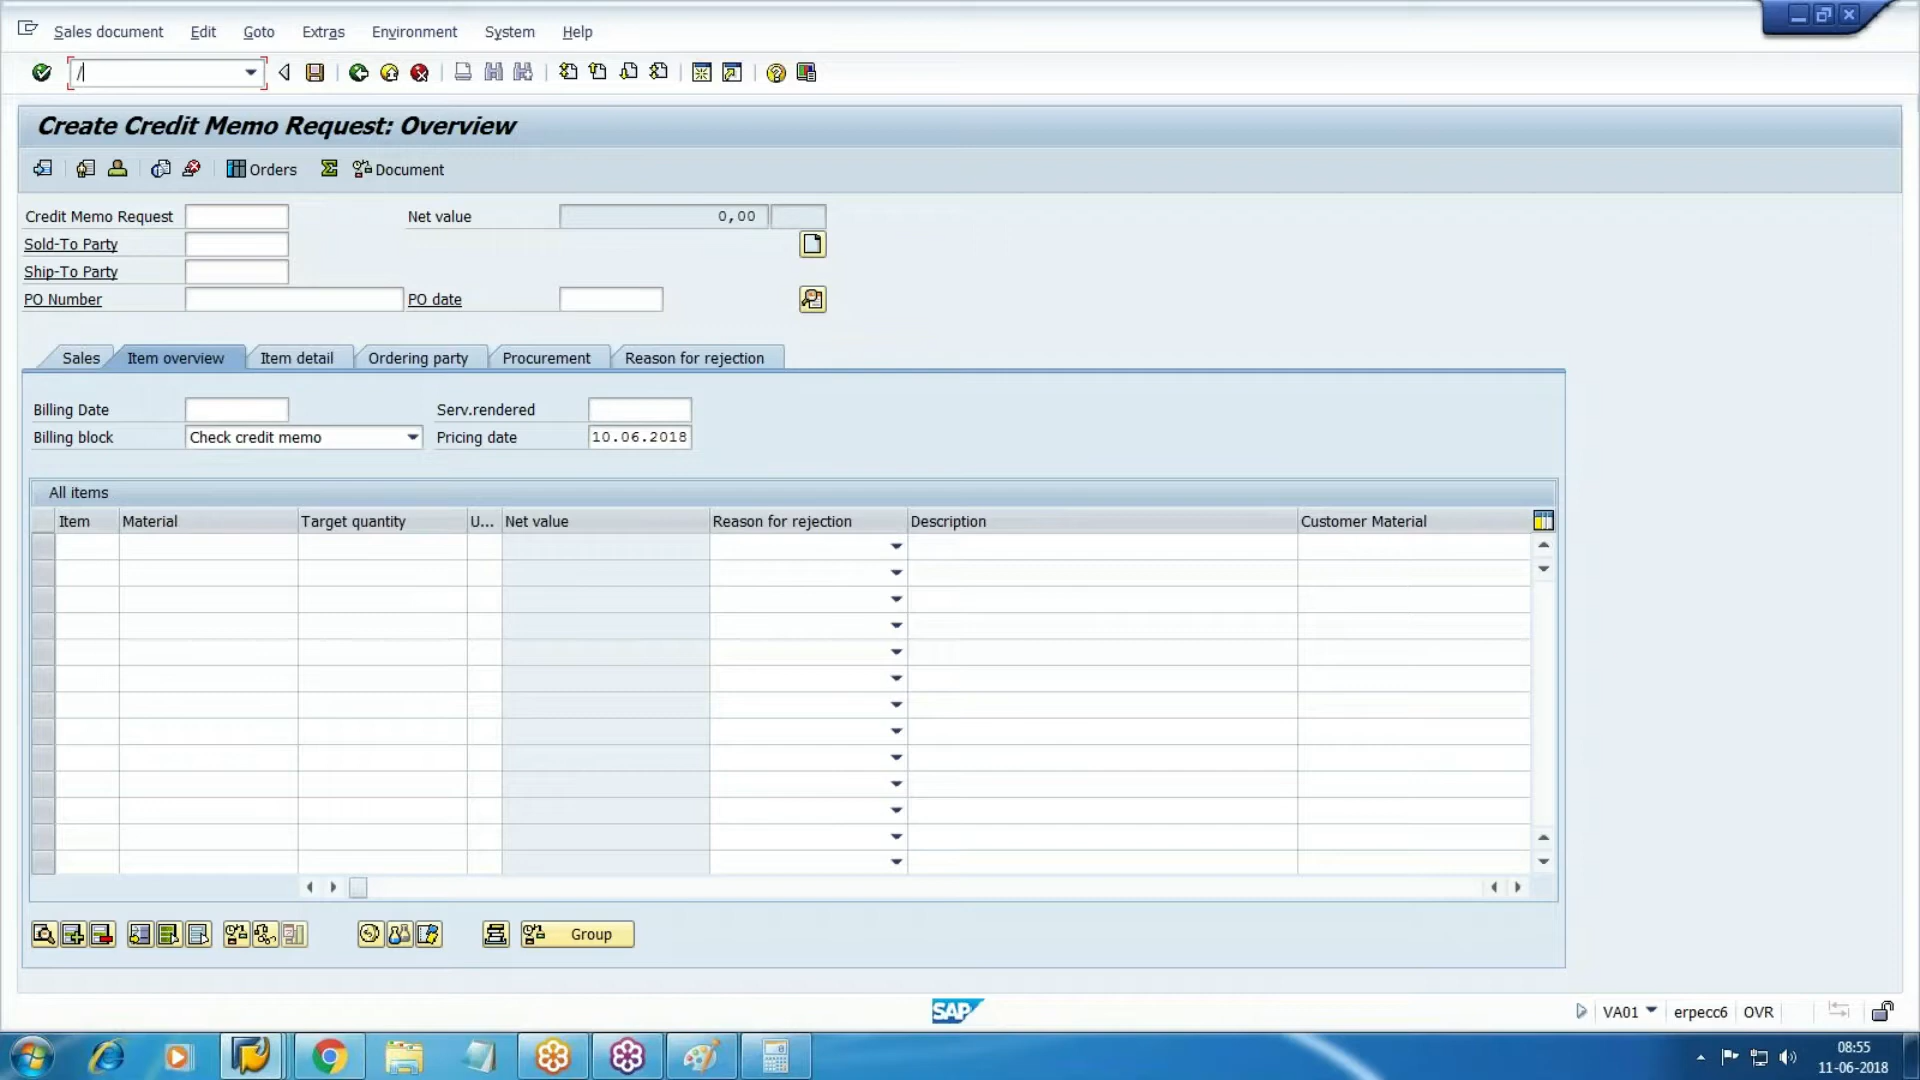 Sales document Edit Goto Extras Environment System Help
/
Create Credit Memo Request: Overview
Orders Document
Credit Memo Request Net value 0,00
Sold-To Party
Ship-To Party
PO Number PO date
Sales Item overview Item detail Ordering party Procurement Reason for rejection
Billing Date Serv.rendered
Billing block Check credit memo Pricing date 10.06.2018
All items
Item Material Target quantity U... Net value Reason for rejection Description Customer Material
Group
SAP VA01 erpecc6 OVR
08:55
11-06-2018